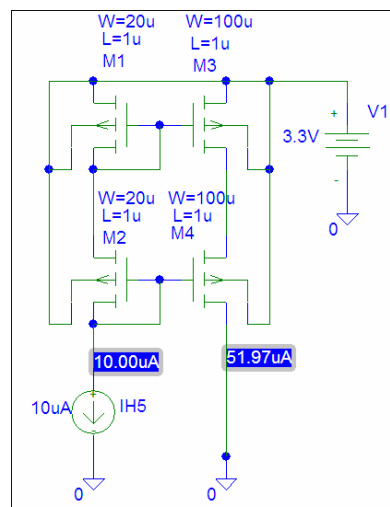 W=20u
L=1u
M1
W=100u
L=1u
M3
V1
+
3.3V
-
0
W=20u
L=1u
M2
W=100u
L=1u
M4
10.00uA
51.97uA
+
10uA
IH5
-
0
0